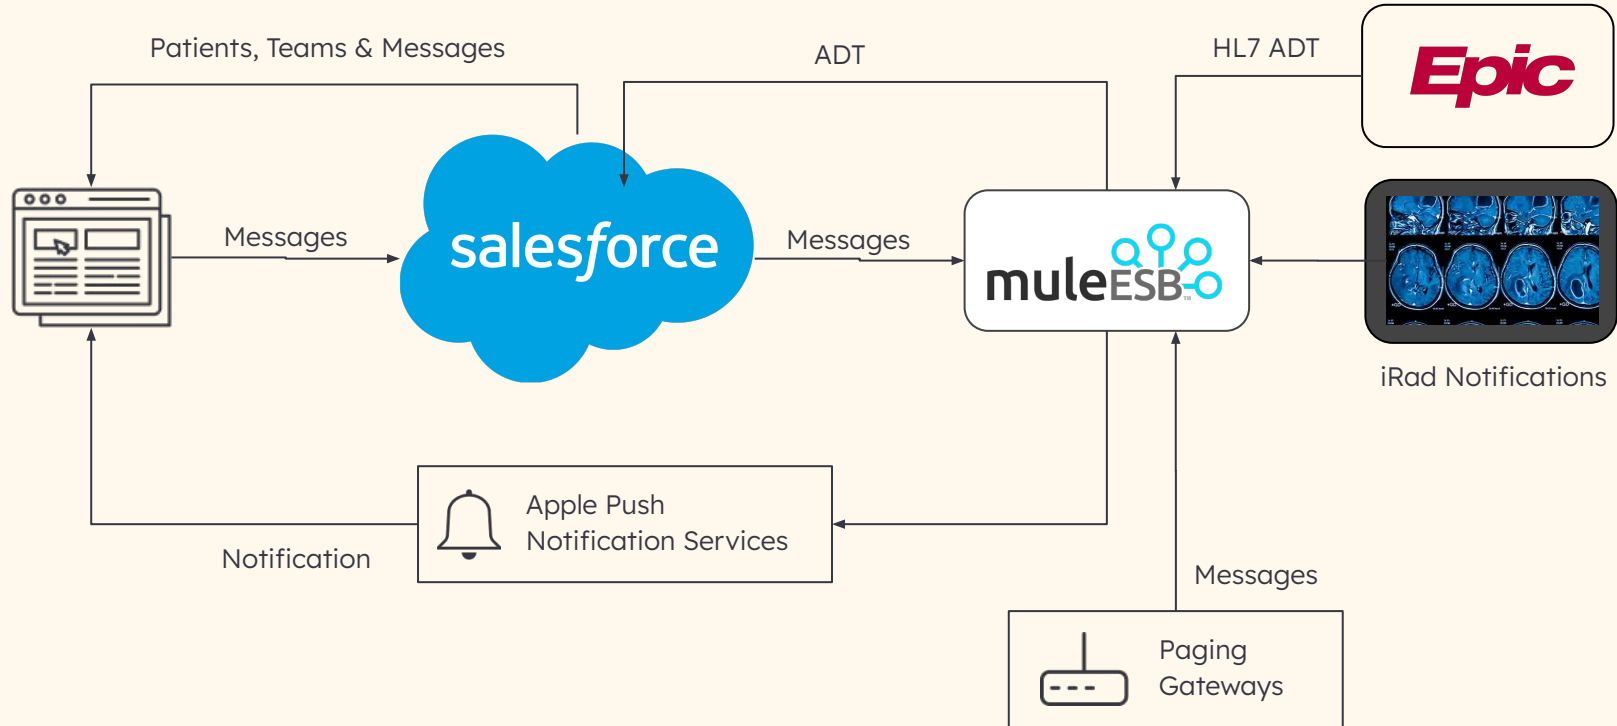 Patients, Teams & Messages
ADT
HL7 ADT
Epic
Messages
salesforce
Messages
muleESB™
iRad Notifications
Apple Push
Notification Services
Notification
Messages
Paging
Gateways